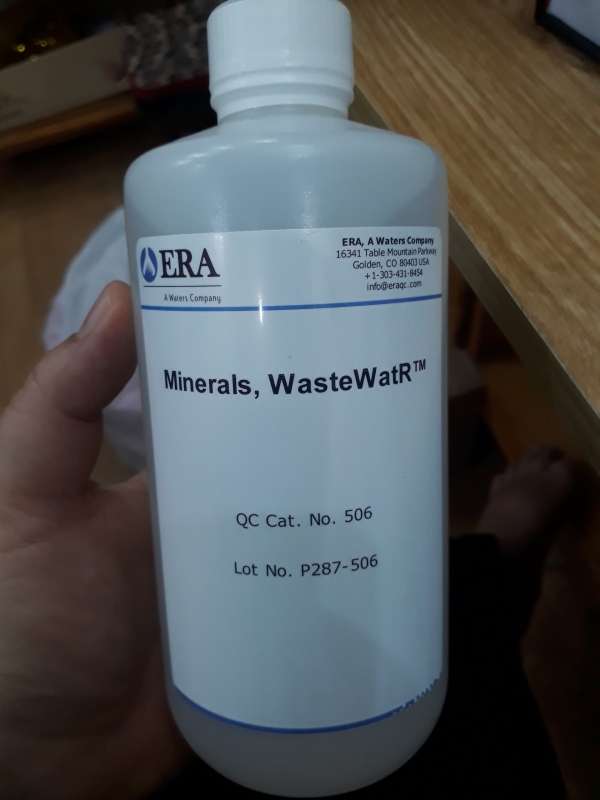 ERA
A Waters Company
ERA, A Waters Company
16341 Table Mountain Parkway
Golden, CO 80403 USA
+1-303-431-8454
info@eraqc.com
Minerals, WasteWatR™
QC Cat. No. 506
Lot No. P287-506